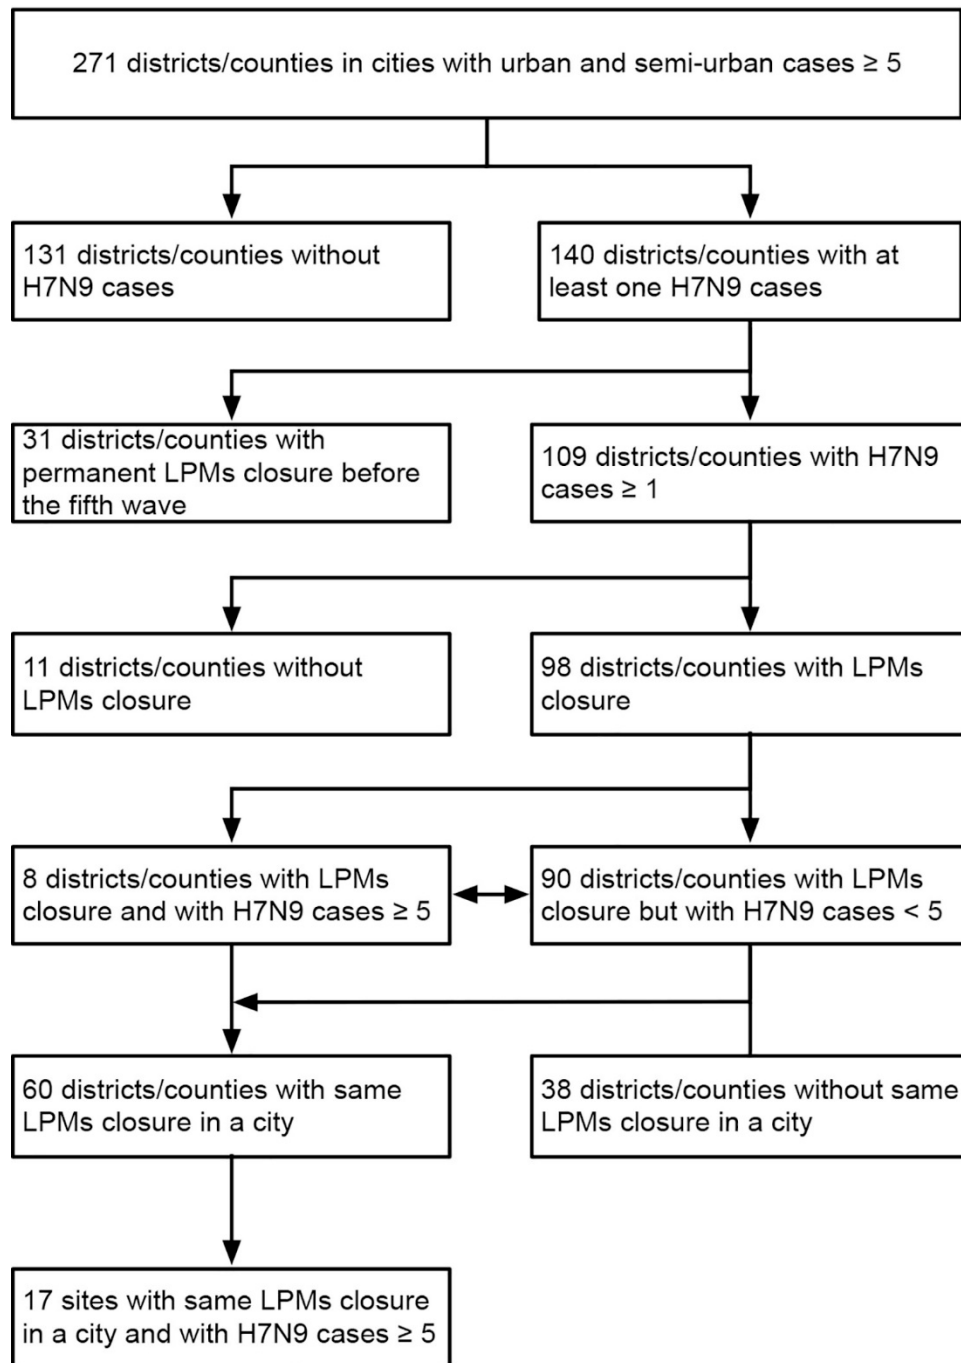 271 districts/counties in cities with urban and semi-urban cases ≥ 5
131 districts/counties without
H7N9 cases
140 districts/counties with at
least one H7N9 cases
31 districts/counties with
permanent LPMs closure before
the fifth wave
109 districts/counties with H7N9
cases ≥ 1
11 districts/counties without
LPMs closure
98 districts/counties with LPMs
closure
8 districts/counties with LPMs
closure and with H7N9 cases ≥ 5
90 districts/counties with LPMs
closure but with H7N9 cases < 5
60 districts/counties with same
LPMs closure in a city
38 districts/counties without same
LPMs closure in a city
17 sites with same LPMs closure
in a city and with H7N9 cases ≥ 5